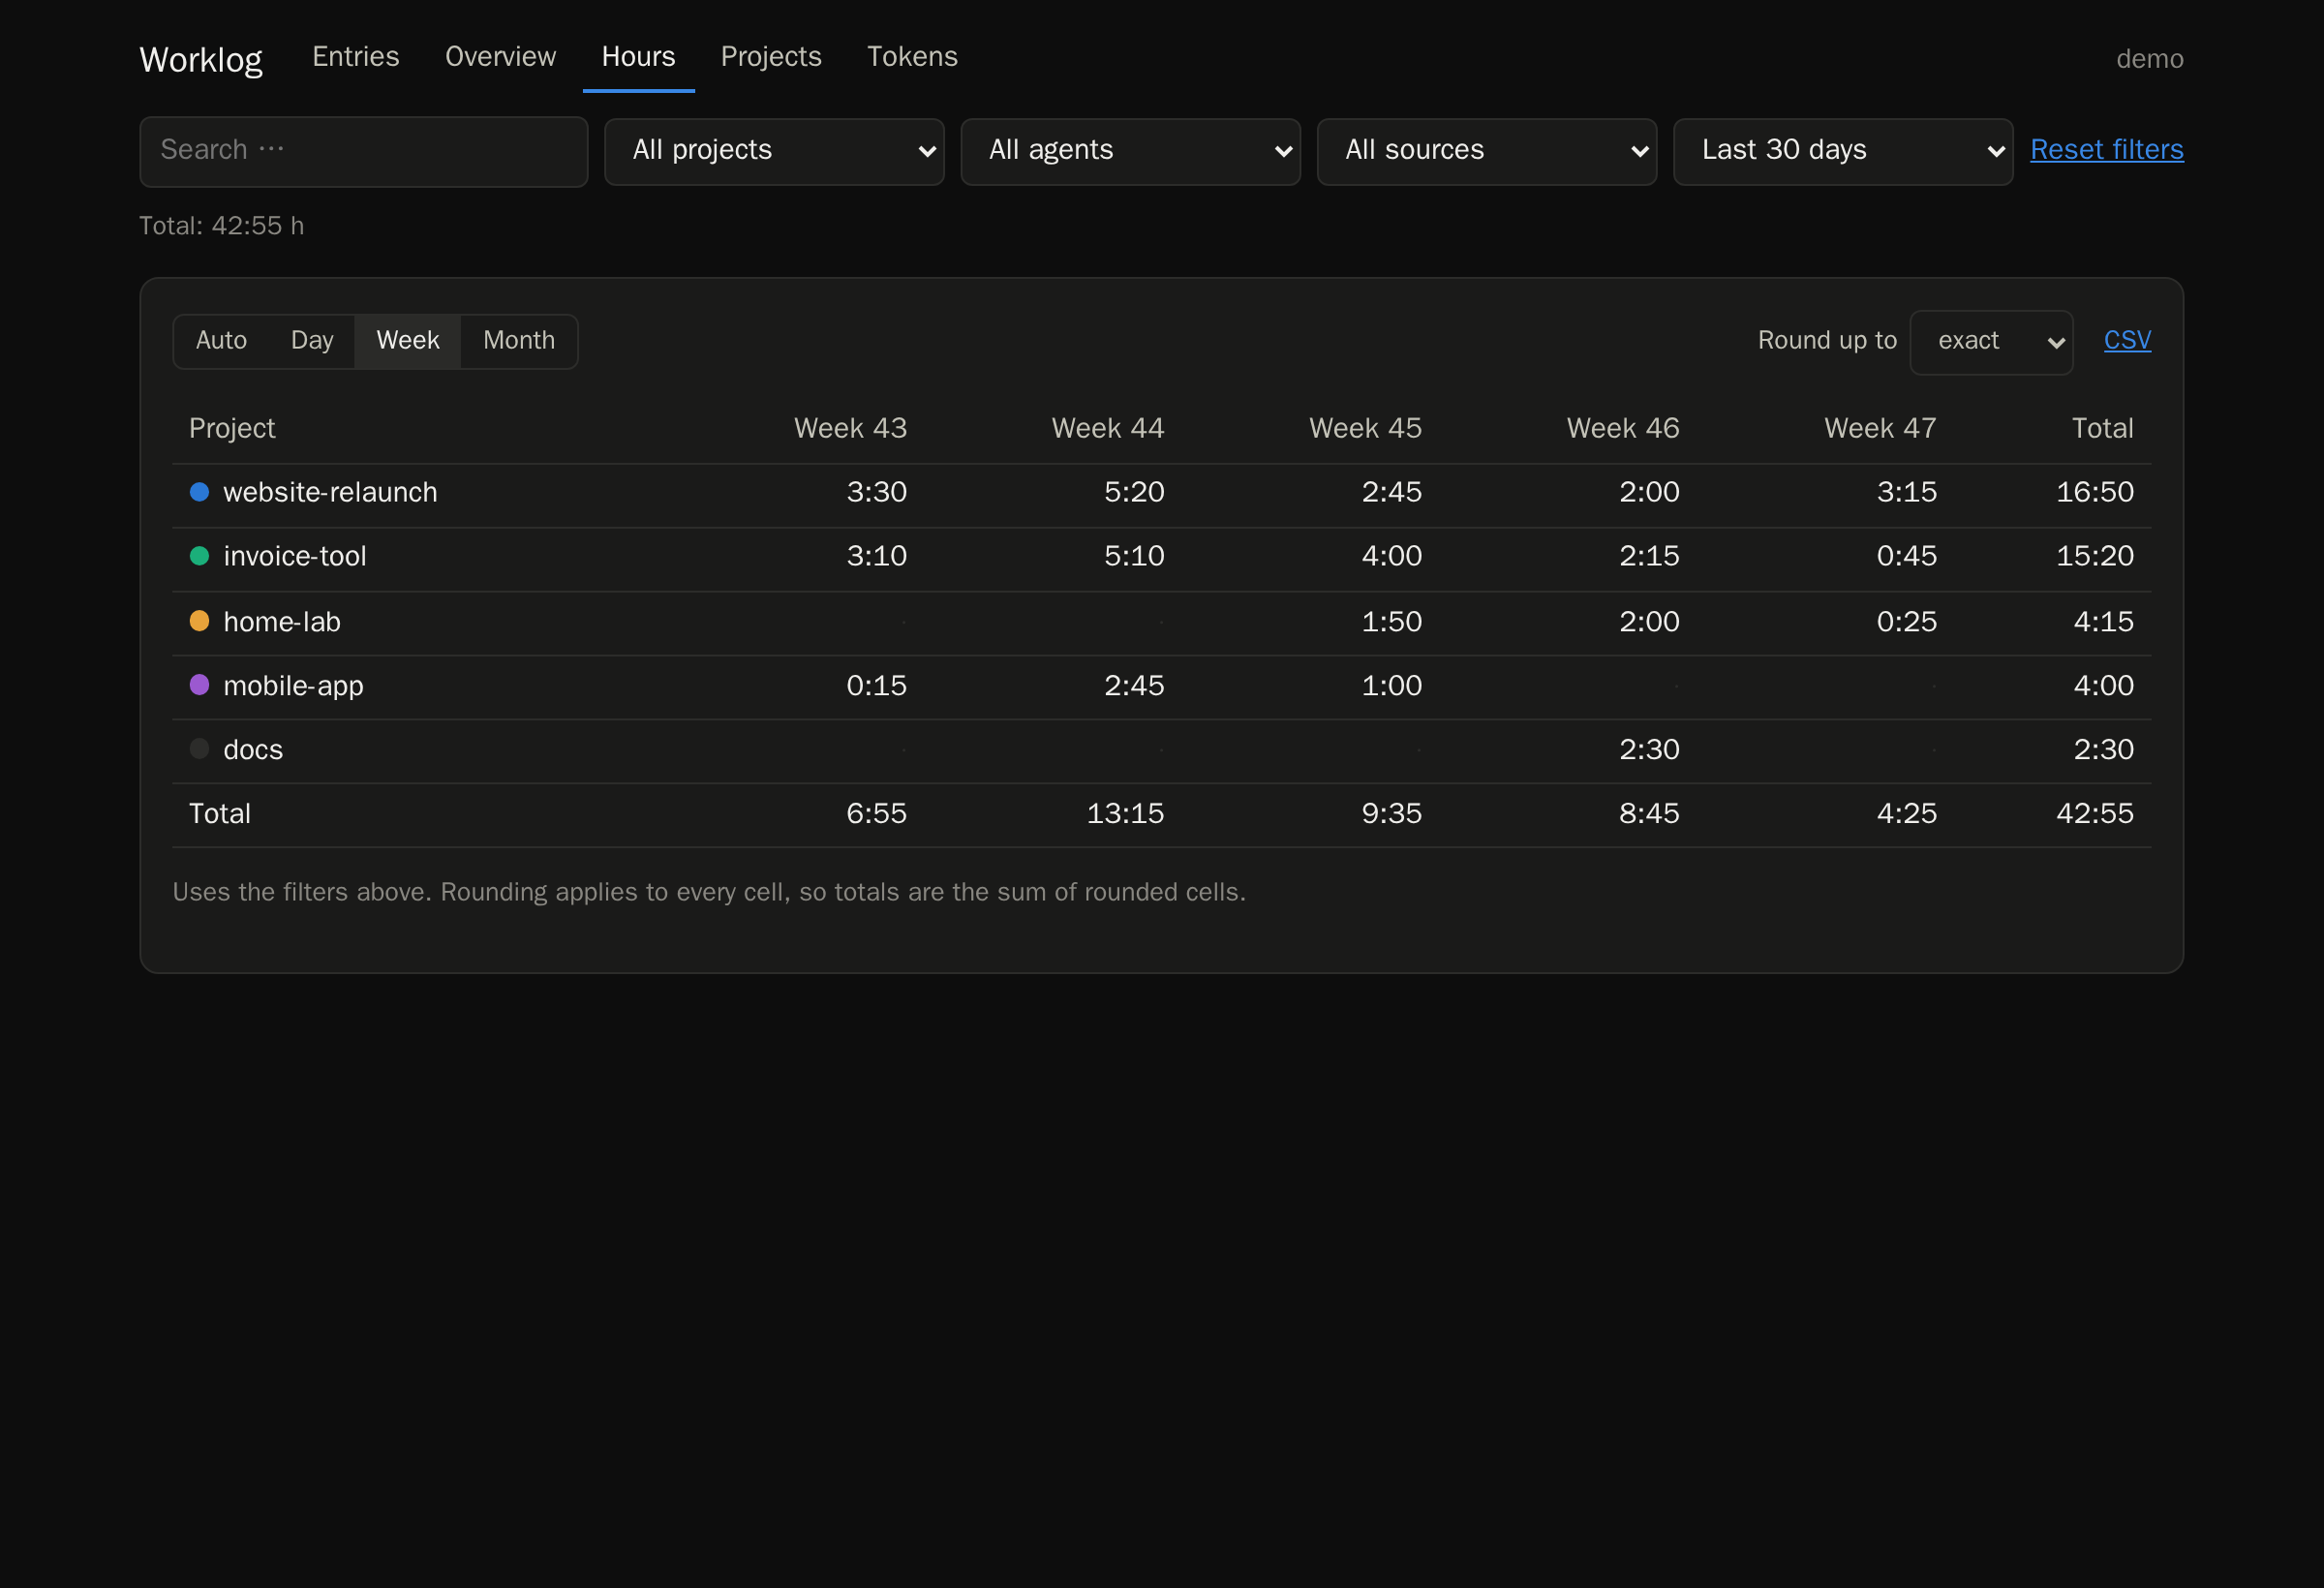 Worklog Entries Overview Hours Projects Tokens demo
Search ··· All projects All agents All sources Last 30 days Reset filters
Total: 42:55 h
Auto Day Week Month Round up to exact CSV
Project Week 43 Week 44 Week 45 Week 46 Week 47 Total
website-relaunch 3:30 5:20 2:45 2:00 3:15 16:50
invoice-tool 3:10 5:10 4:00 2:15 0:45 15:20
home-lab · · 1:50 2:00 0:25 4:15
mobile-app 0:15 2:45 1:00 · · 4:00
docs · · · 2:30 · 2:30
Total 6:55 13:15 9:35 8:45 4:25 42:55
Uses the filters above. Rounding applies to every cell, so totals are the sum of rounded cells.